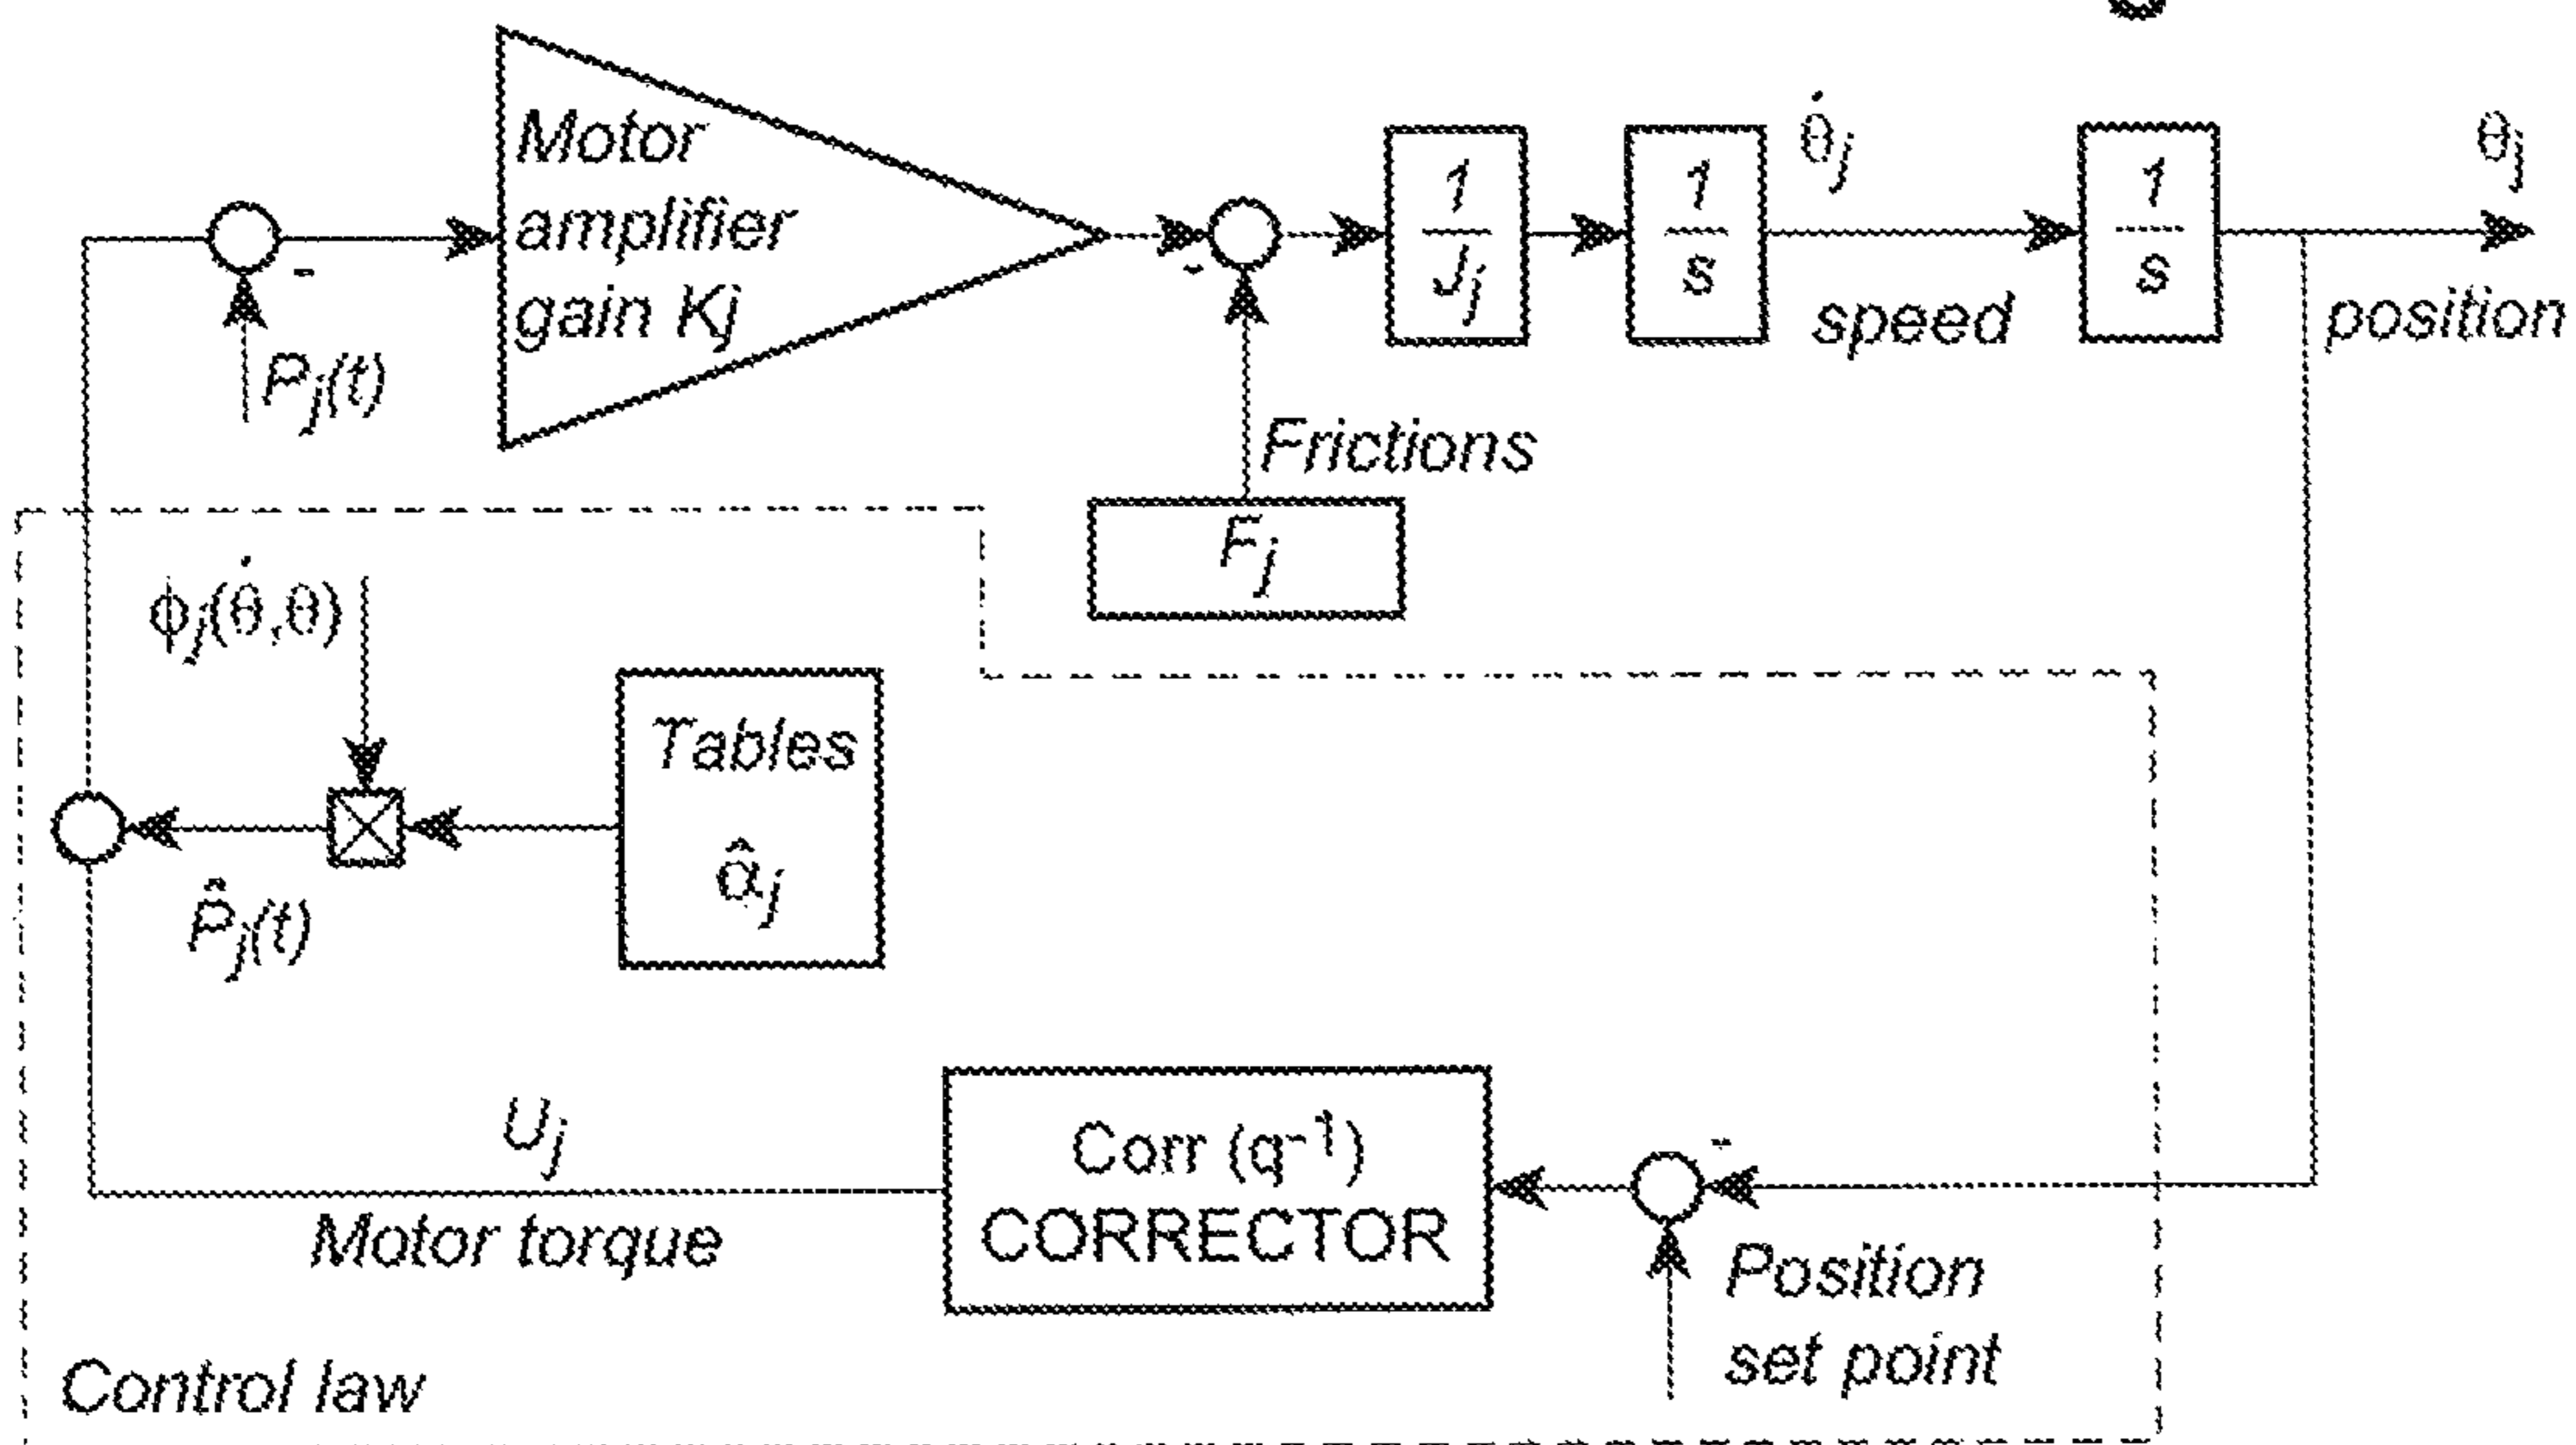 Motor
amplifier
gain Kj
1
Jj
1
s
θ̇j
speed
1
s
θj
position
-
Pj(t)
-
Frictions
Fj
ϕj(θ̇,θ)
Tables
α̂j
P̂j(t)
Uj
Motor torque
Corr (q⁻¹)
CORRECTOR
-
Position
set point
Control law